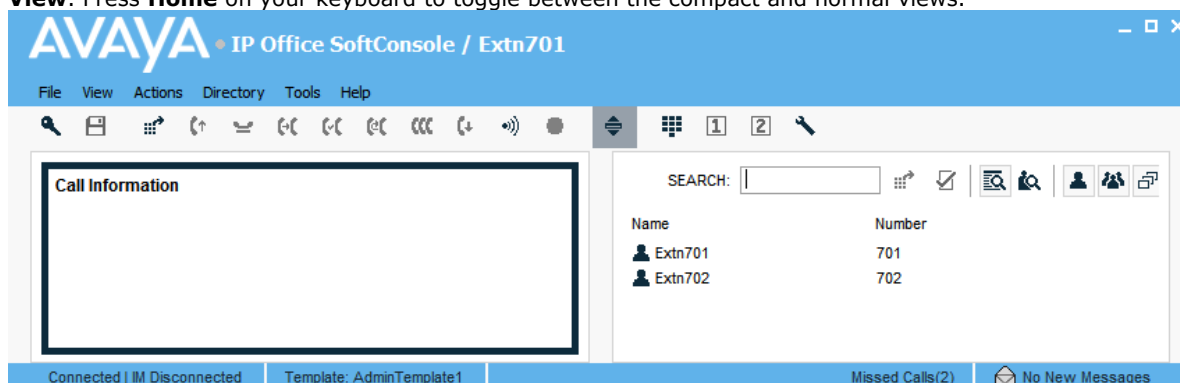 View. Press Home on your keyboard to toggle between the compact and normal views.
AVAYA • IP Office SoftConsole / Extn701
File View Actions Directory Tools Help
1 2
Call Information
SEARCH:
Name Number
Extn701 701
Extn702 702
Connected | IM Disconnected Template: AdminTemplate1 Missed Calls(2) No New Messages